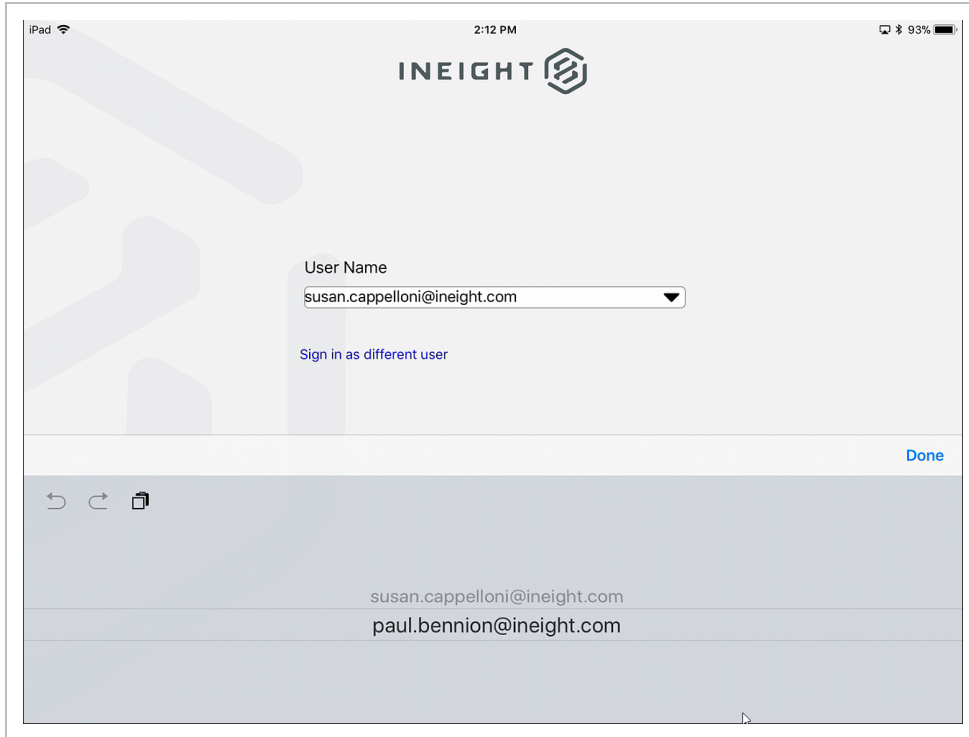 iPad 2:12 PM 93%
INEIGHT
User Name
susan.cappelloni@ineight.com
Sign in as different user
Done
susan.cappelloni@ineight.com
paul.bennion@ineight.com